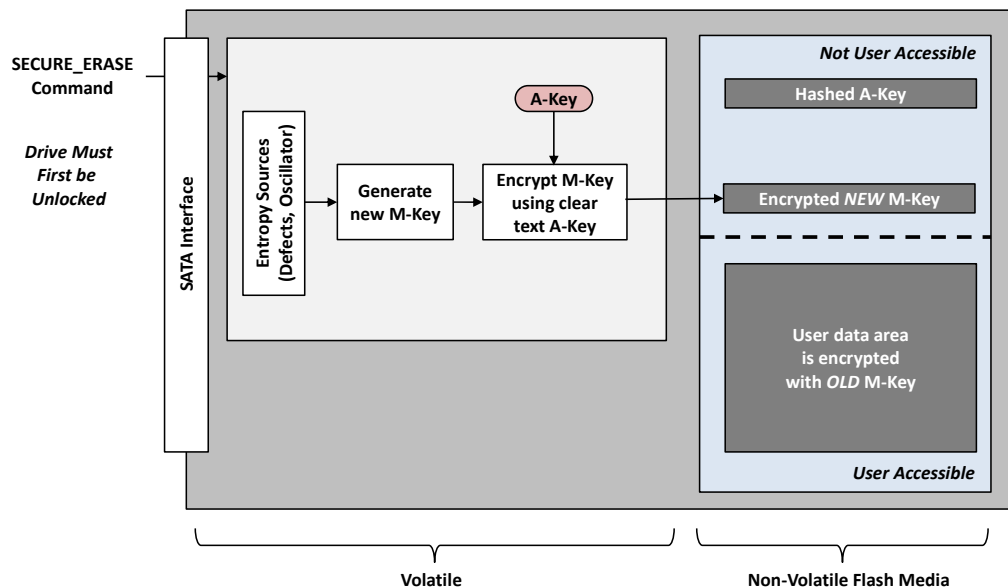 SECURE_ERASE
Command
Drive Must
First be
Unlocked
SATA Interface
Entropy Sources
(Defects, Oscillator)
Generate
new M-Key
A-Key
Encrypt M-Key
using clear
text A-Key
Not User Accessible
Hashed A-Key
Encrypted NEW M-Key
User data area
is encrypted
with OLD M-Key
User Accessible
Volatile
Non-Volatile Flash Media